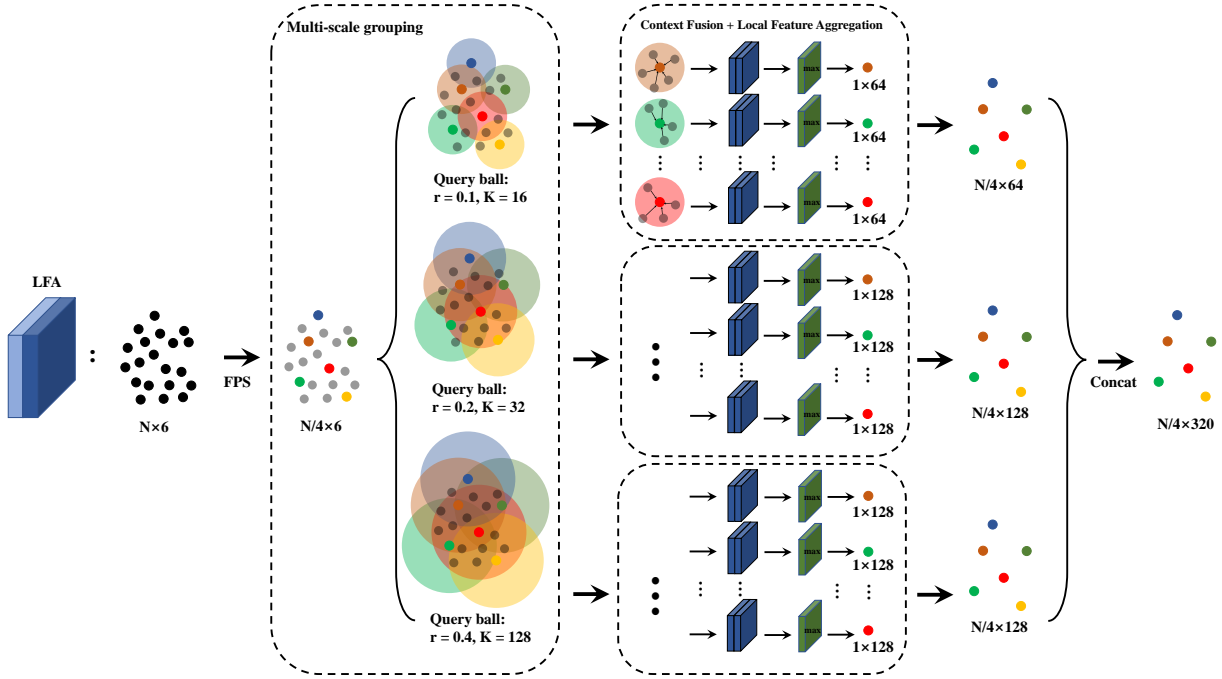 LFA
:
N×6
FPS
Multi-scale grouping
N/4×6
Query ball:
r = 0.1, K = 16
Query ball:
r = 0.2, K = 32
Query ball:
r = 0.4, K = 128
Context Fusion + Local Feature Aggregation
max
1×64
max
1×64
max
1×64
max
1×128
max
1×128
max
1×128
max
1×128
max
1×128
max
1×128
N/4×64
N/4×128
N/4×128
Concat
N/4×320